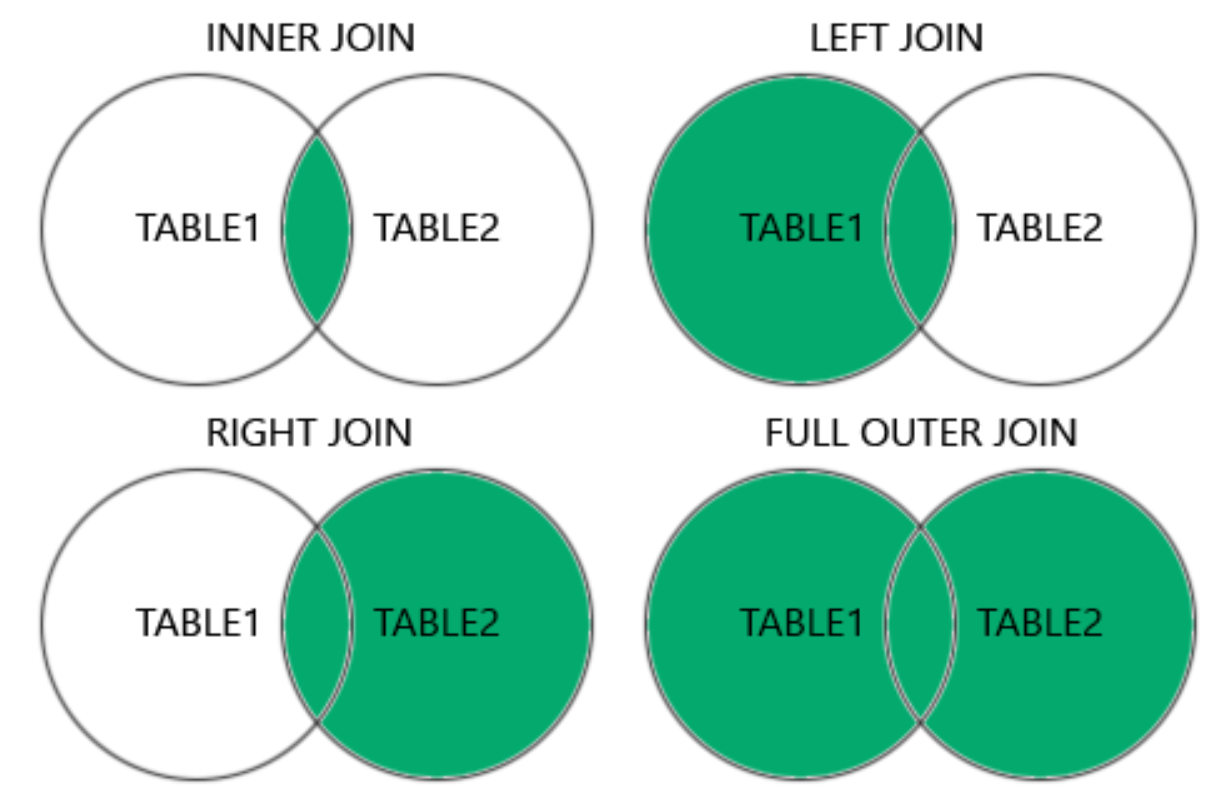 INNER JOIN
TABLE1 TABLE2
LEFT JOIN
TABLE1 TABLE2
RIGHT JOIN
TABLE1 TABLE2
FULL OUTER JOIN
TABLE1 TABLE2